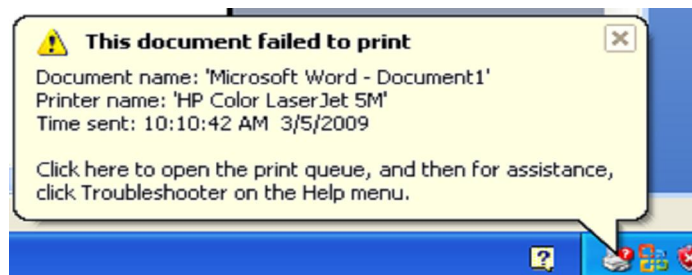 This document failed to print
Document name: 'Microsoft Word - Document1'
Printer name: 'HP Color LaserJet 5M'
Time sent: 10:10:42 AM 3/5/2009
Click here to open the print queue, and then for assistance,
click Troubleshooter on the Help menu.